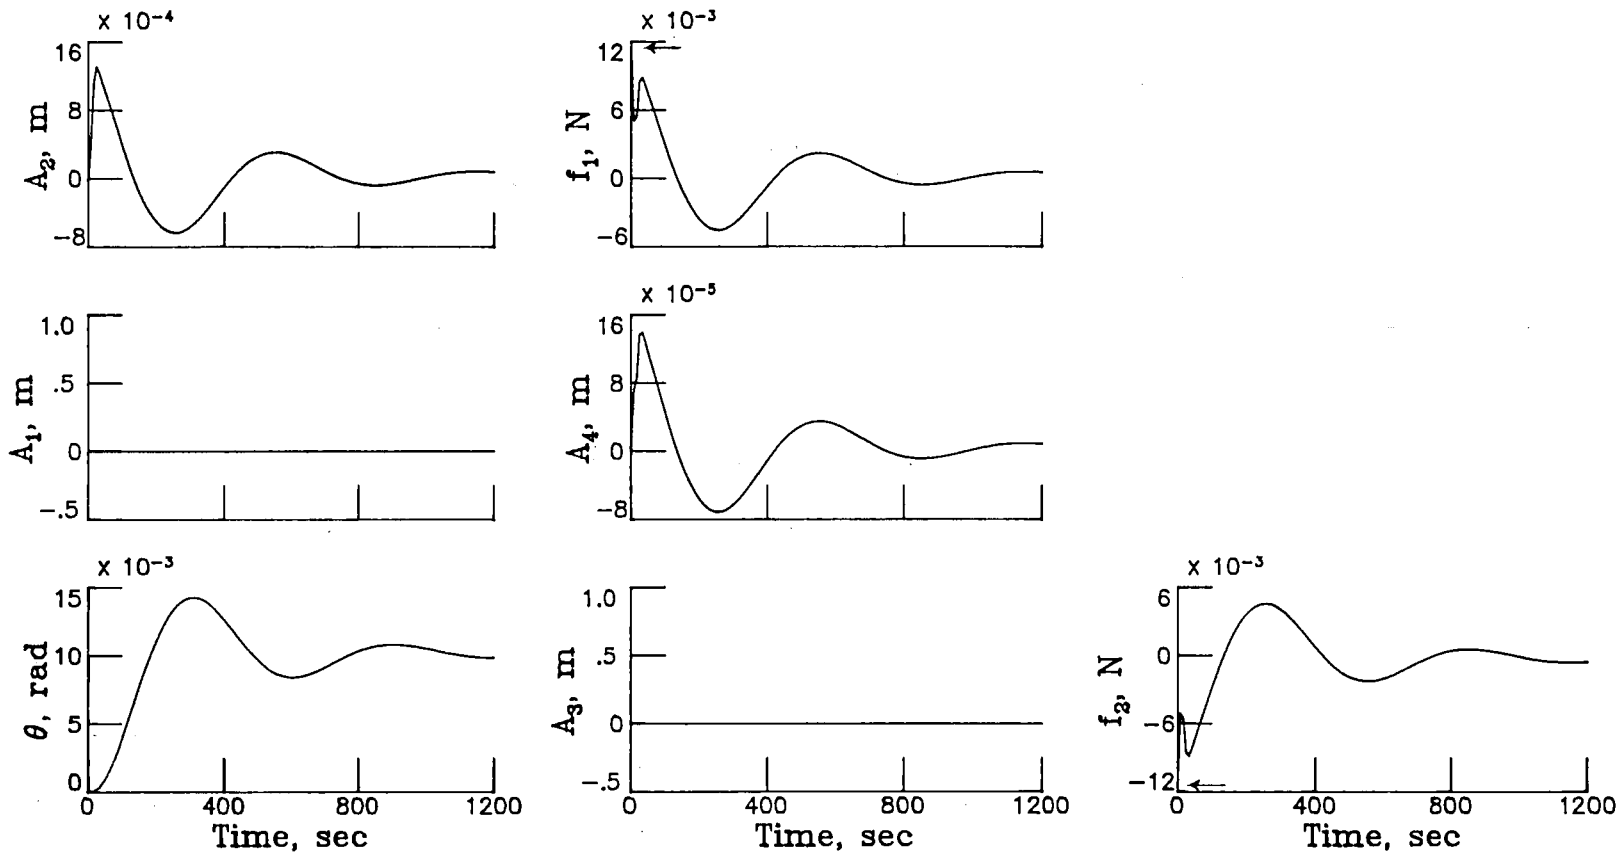 x 10⁻⁴
16
8
0
-8
A₂, m
x 10⁻³
12
6
0
-6
f₁, N
1.0
.5
0
-.5
A₁, m
x 10⁻⁵
16
8
0
-8
A₄, m
x 10⁻³
15
10
5
0
θ, rad
0 400 800 1200
Time, sec
1.0
.5
0
-.5
A₃, m
0 400 800 1200
Time, sec
x 10⁻³
6
0
-6
-12
f₂, N
0 400 800 1200
Time, sec